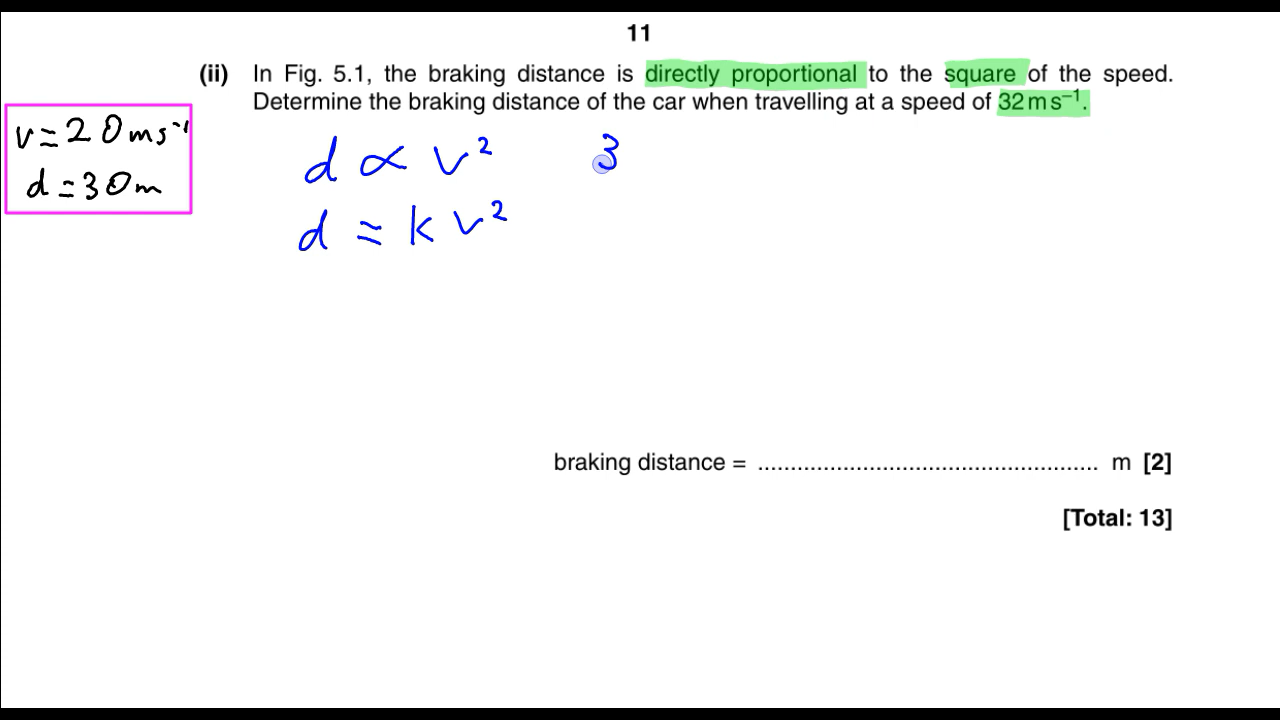 11
(ii) In Fig. 5.1, the braking distance is directly proportional to the square of the speed.
Determine the braking distance of the car when travelling at a speed of 32 m s⁻¹.
v = 20 ms⁻¹
d = 30 m
d ∝ v² 3
d = k v²
braking distance = .................................................... m [2]
[Total: 13]